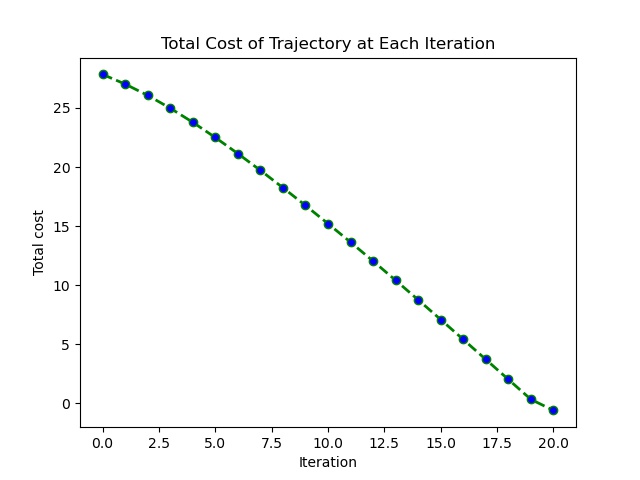 Total Cost of Trajectory at Each Iteration
Total cost
25
20
15
10
5
0
0.0 2.5 5.0 7.5 10.0 12.5 15.0 17.5 20.0
Iteration